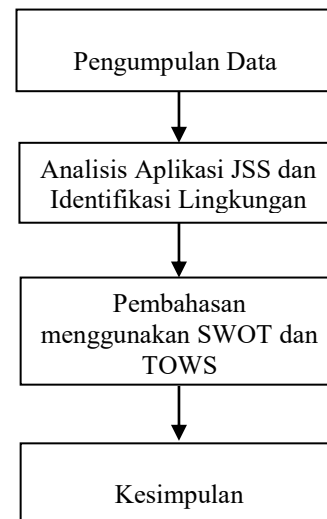 Pengumpulan Data
Analisis Aplikasi JSS dan
Identifikasi Lingkungan
Pembahasan
menggunakan SWOT dan
TOWS
Kesimpulan